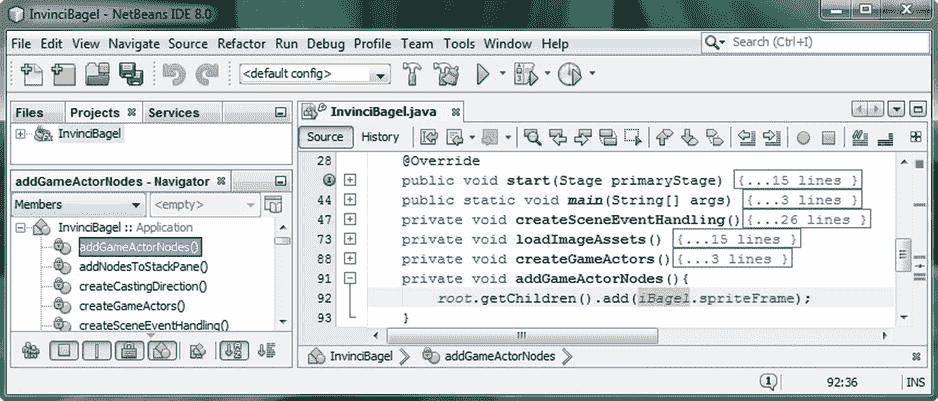 InvinciBagel - NetBeans IDE 8.0
File Edit View Navigate Source Refactor Run Debug Profile Team Tools Window Help
Search (Ctrl+I)
<default config>
Files Projects Services
InvinciBagel
addGameActorNodes - Navigator
Members
<empty>
InvinciBagel :: Application
addGameActorNodes()
addNodesToStackPane()
createCastingDirection()
createGameActors()
createSceneEventHandling()
InvinciBagel.java
Source History
28 @Override
public void start(Stage primaryStage) {...15 lines }
44 public static void main(String[] args) {...3 lines }
47 private void createSceneEventHandling() {...26 lines }
73 private void loadImageAssets() {...15 lines }
88 private void createGameActors() {...3 lines }
91 private void addGameActorNodes(){
92 root.getChildren().add(iBagel.spriteFrame);
93 }
InvinciBagel addGameActorNodes
1 92:36 INS